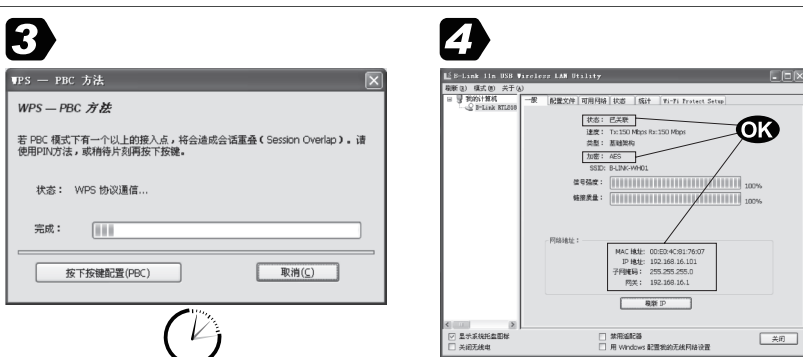 3
WPS — PBC 方法
WPS — PBC 方法
若 PBC 模式下有一个以上的接入点，将会造成会话重叠（Session Overlap）。请
使用PIN方法，或稍待片刻再按下按键。
状态： WPS 协议通信...
完成：
按下按键配置(PBC)
取消(C)
4
B-Link 11n USB Wireless LAN Utility
刷新(R) 模式(M) 关于(A)
我的计算机
B-Link RTL818
一般 配置文件 可用网络 状态 统计 Wi-Fi Protect Setup
状态： 已关联
速度： Tx:150 Mbps Rx:150 Mbps
类型： 基础架构
加密： AES
SSID: B-LINK-WH01
信号强度： 100%
链接质量： 100%
OK
网络地址：
MAC 地址: 00:E0:4C:81:76:07
IP 地址: 192.168.16.101
子网掩码： 255.255.255.0
网关： 192.168.16.1
刷新 IP
显示系统托盘图标
关闭无线电
禁用适配器
用 Windows 配置我的无线网络设置
关闭